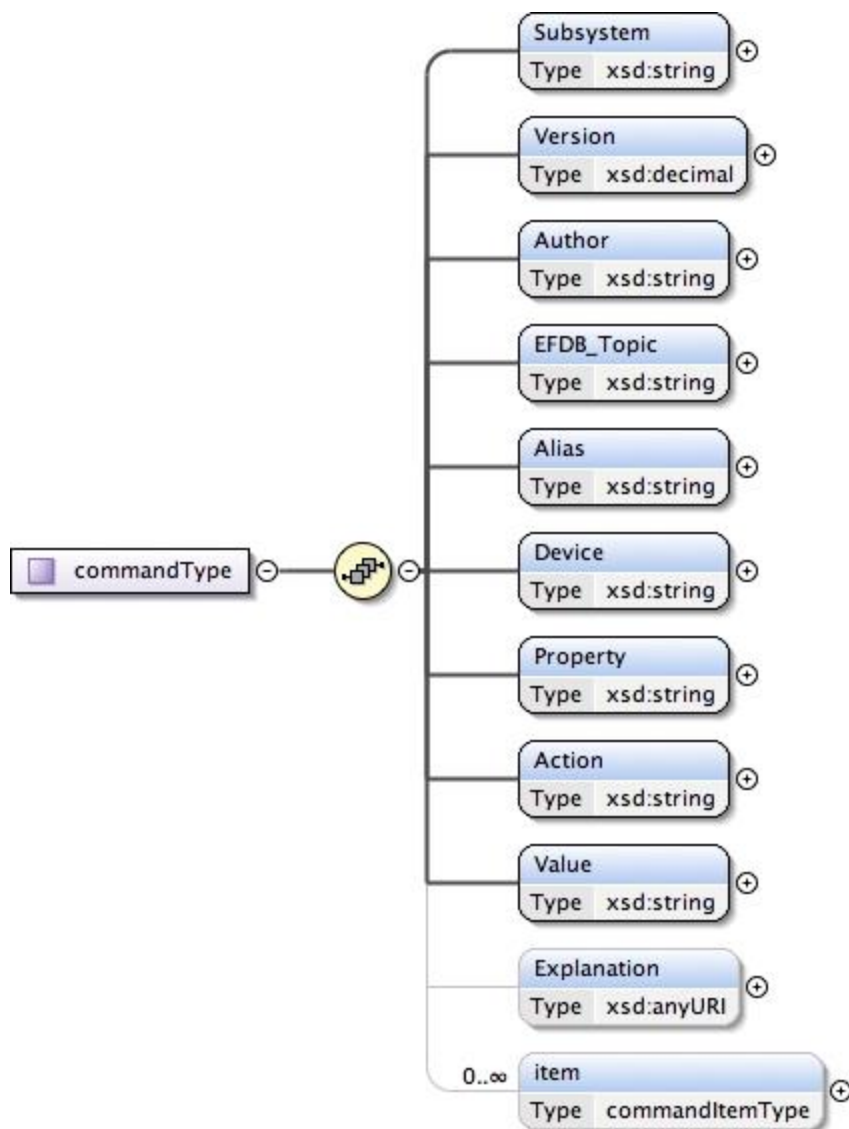 Subsystem
Type xsd:string
Version
Type xsd:decimal
Author
Type xsd:string
EFDB_Topic
Type xsd:string
Alias
Type xsd:string
commandType
Device
Type xsd:string
Property
Type xsd:string
Action
Type xsd:string
Value
Type xsd:string
Explanation
Type xsd:anyURI
0..∞
item
Type commandItemType